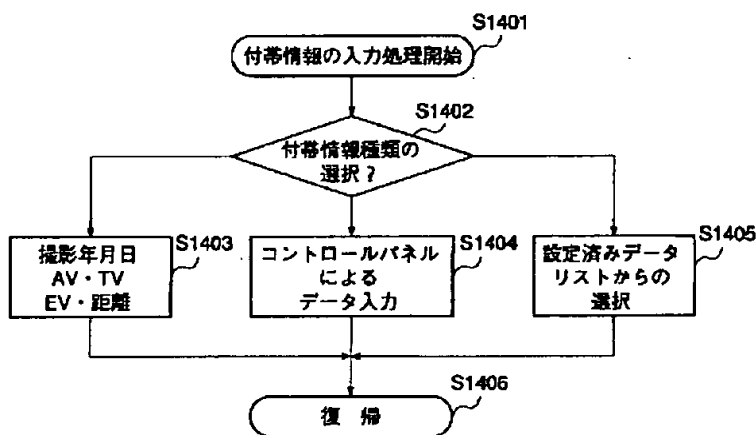 S1401
付帯情報の入力処理開始
S1402
付帯情報種類の
選択？
S1403
撮影年月日
AV・TV
EV・距離
S1404
コントロールパネル
による
データ入力
S1405
設定済みデータ
リストからの
選択
S1406
復 帰